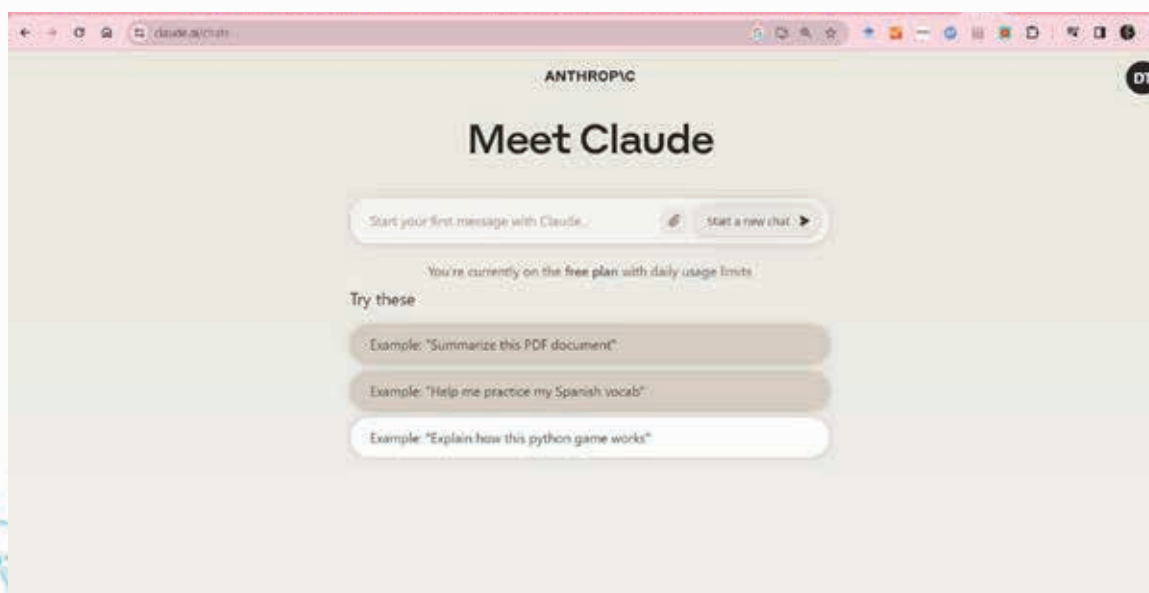 claude.ai/chats
ANTHROP\C
DT
Meet Claude
Start your first message with Claude...
Start a new chat
You're currently on the free plan with daily usage limits
Try these
Example: "Summarize this PDF document"
Example: "Help me practice my Spanish vocab"
Example: "Explain how this python game works"